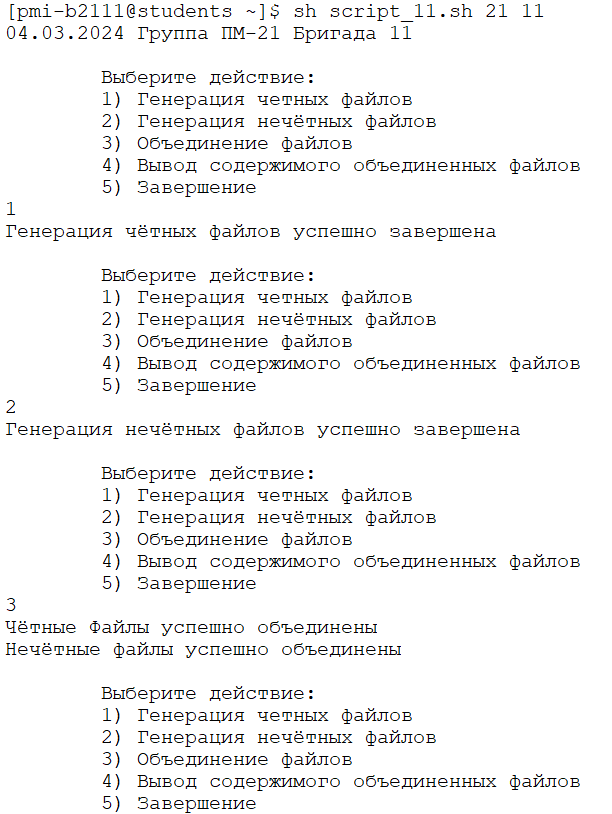 [pmi-b2111@students ~]$ sh script_11.sh 21 11
04.03.2024 Группа ПМ-21 Бригада 11
Выберите действие:
1) Генерация четных файлов
2) Генерация нечётных файлов
3) Объединение файлов
4) Вывод содержимого объединенных файлов
5) Завершение
1
Генерация чётных файлов успешно завершена
Выберите действие:
1) Генерация четных файлов
2) Генерация нечётных файлов
3) Объединение файлов
4) Вывод содержимого объединенных файлов
5) Завершение
2
Генерация нечётных файлов успешно завершена
Выберите действие:
1) Генерация четных файлов
2) Генерация нечётных файлов
3) Объединение файлов
4) Вывод содержимого объединенных файлов
5) Завершение
3
Чётные Файлы успешно объединены
Нечётные файлы успешно объединены
Выберите действие:
1) Генерация четных файлов
2) Генерация нечётных файлов
3) Объединение файлов
4) Вывод содержимого объединенных файлов
5) Завершение